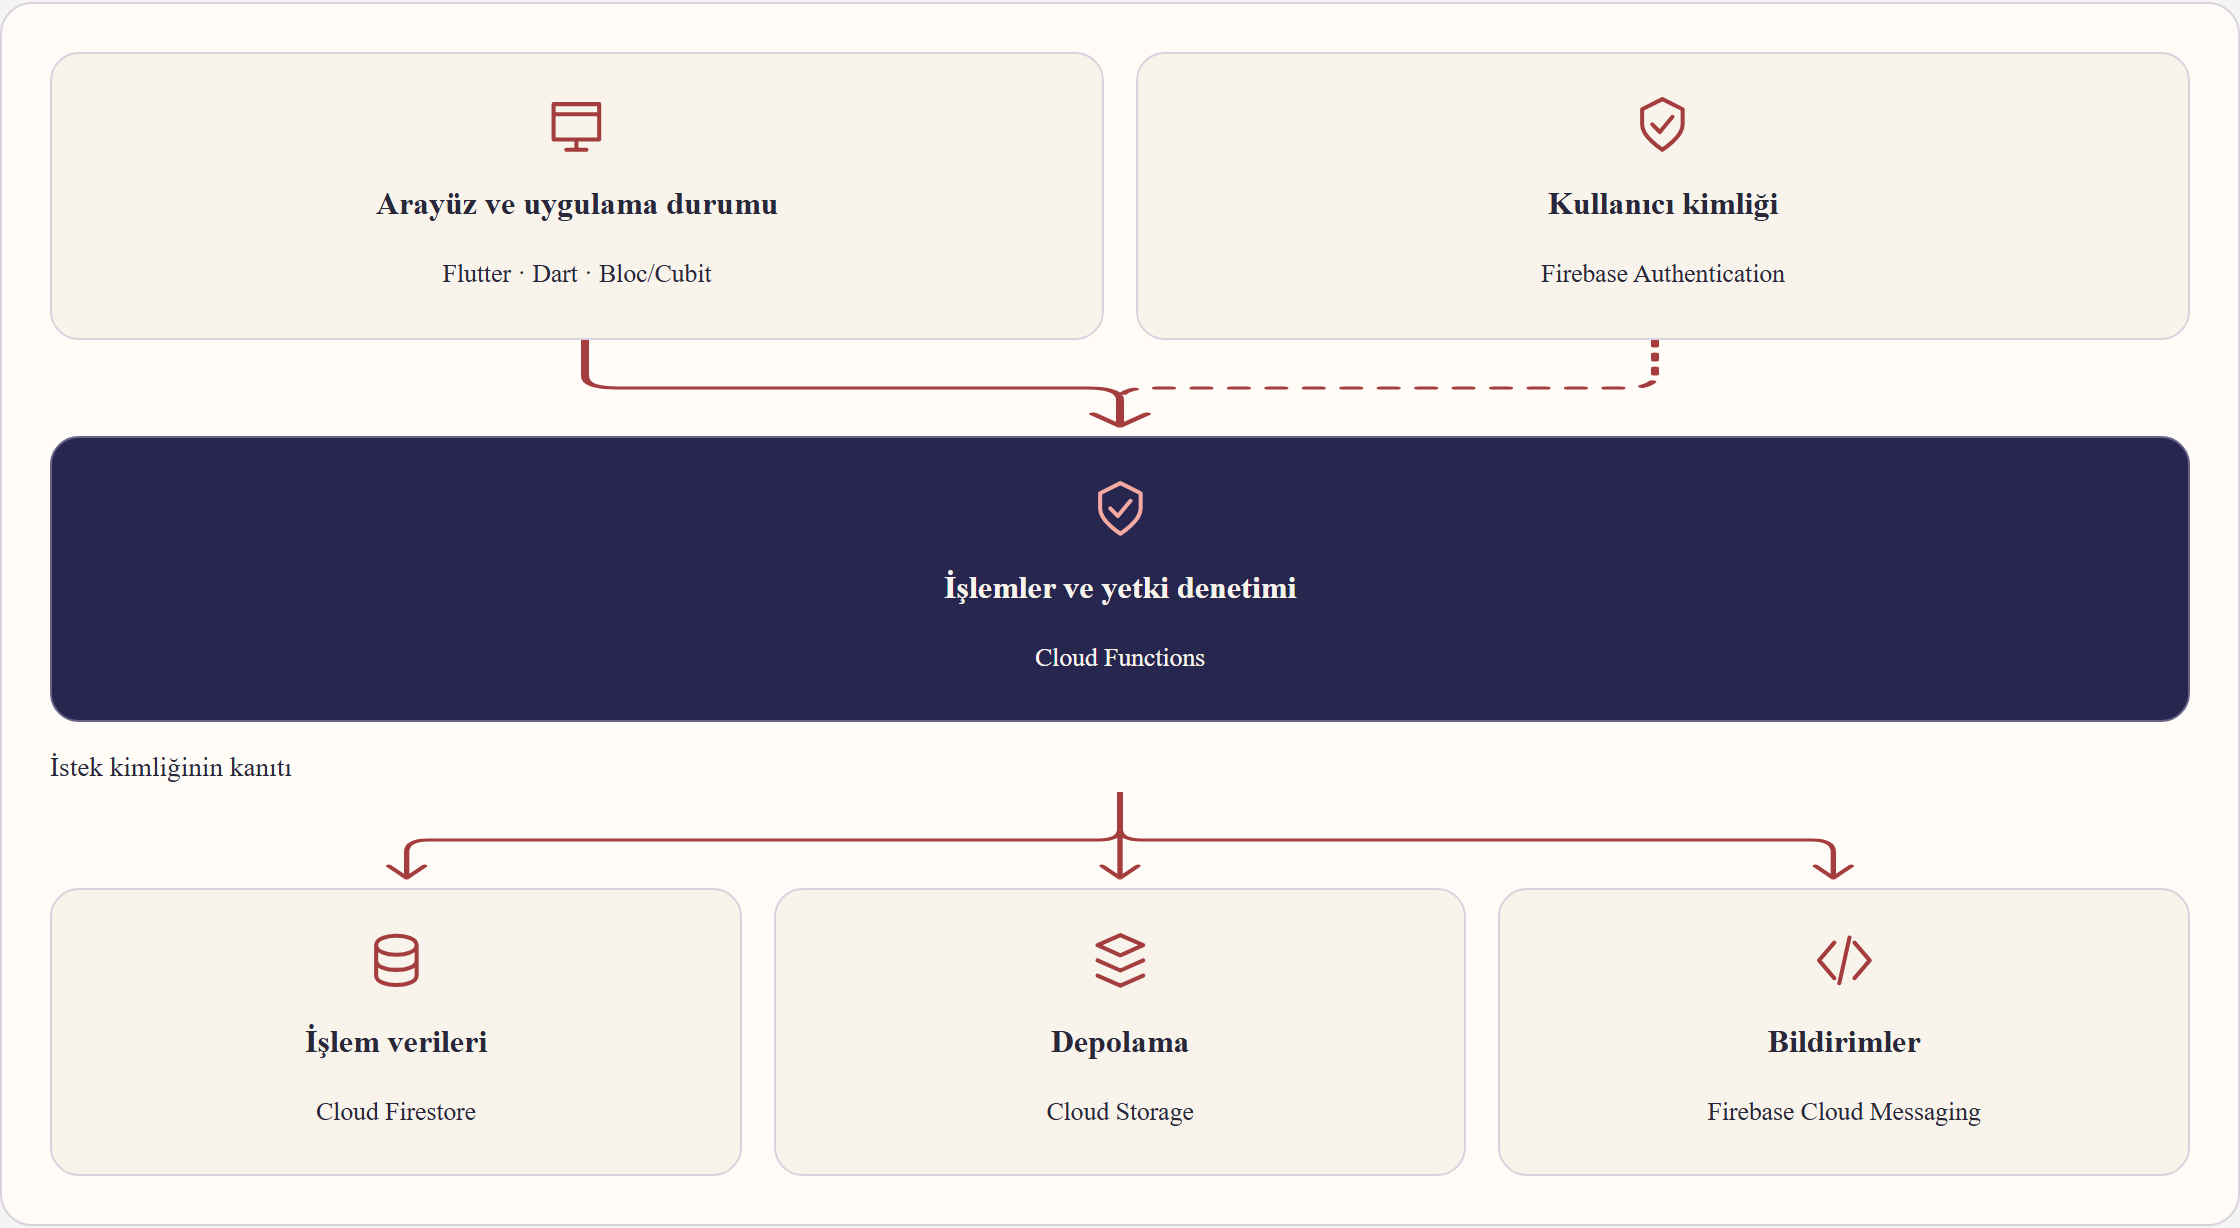 Arayüz ve uygulama durumu
Flutter · Dart · Bloc/Cubit
Kullanıcı kimliği
Firebase Authentication
İşlemler ve yetki denetimi
Cloud Functions
İstek kimliğinin kanıtı
İşlem verileri
Cloud Firestore
Depolama
Cloud Storage
Bildirimler
Firebase Cloud Messaging